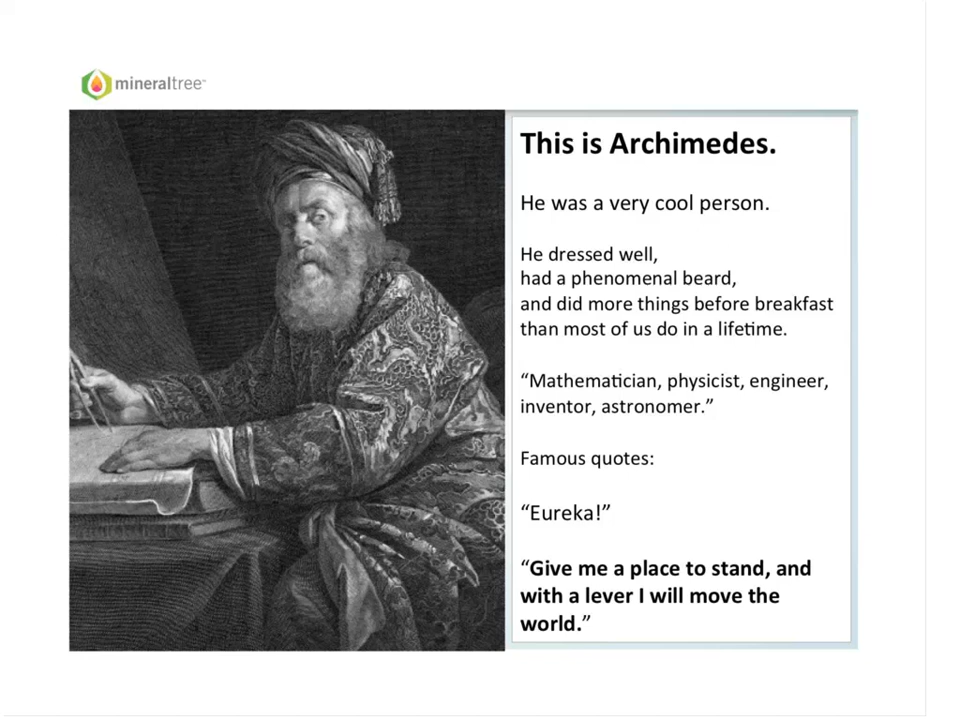 mineraltree™
This is Archimedes.
He was a very cool person.
He dressed well,
had a phenomenal beard,
and did more things before breakfast
than most of us do in a lifetime.
“Mathematician, physicist, engineer,
inventor, astronomer.”
Famous quotes:
“Eureka!”
“Give me a place to stand, and
with a lever I will move the
world.”